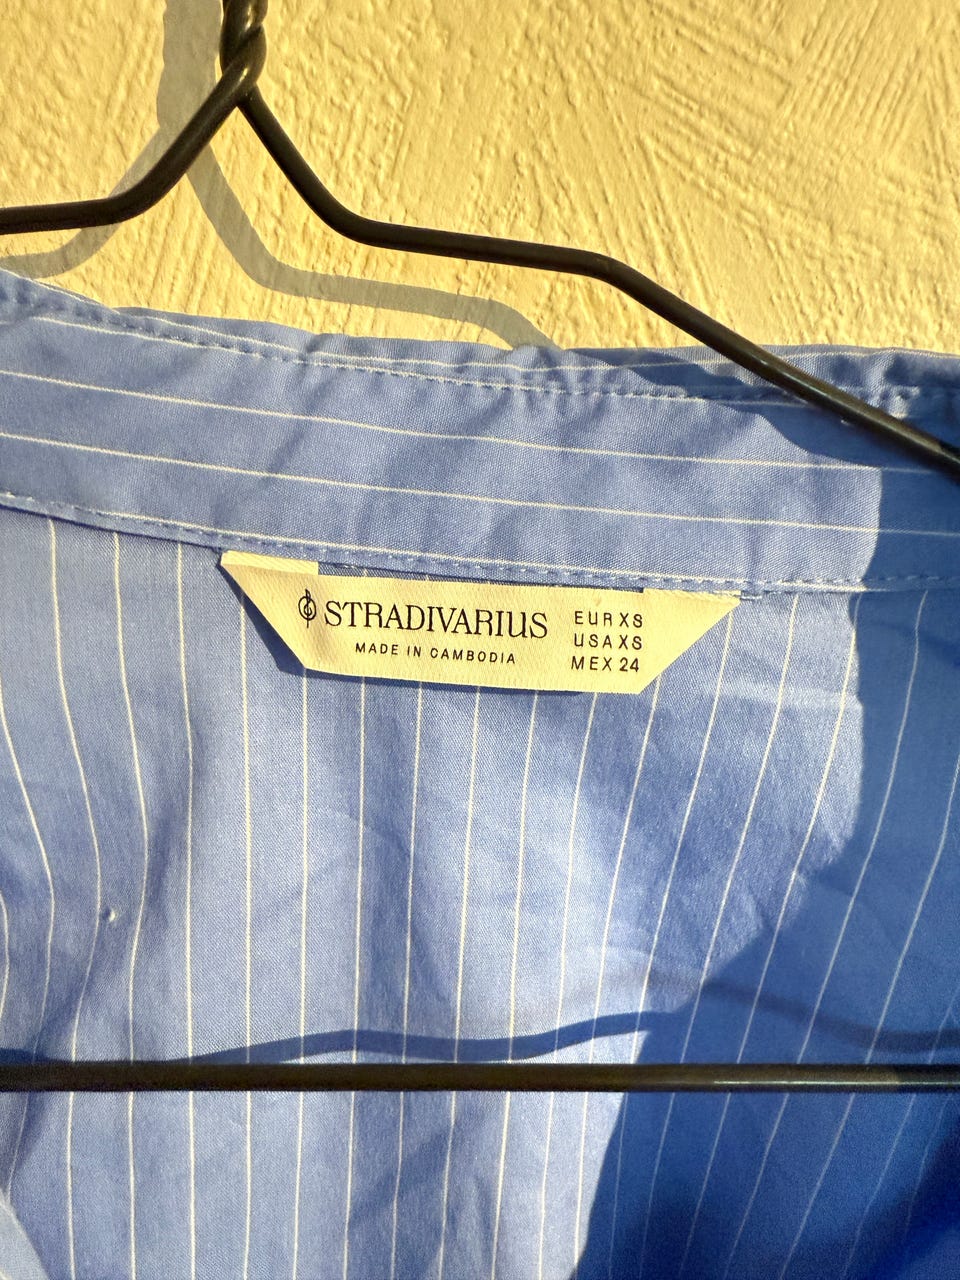 STRADIVARIUS
MADE IN CAMBODIA
EUR XS
USA XS
MEX 24